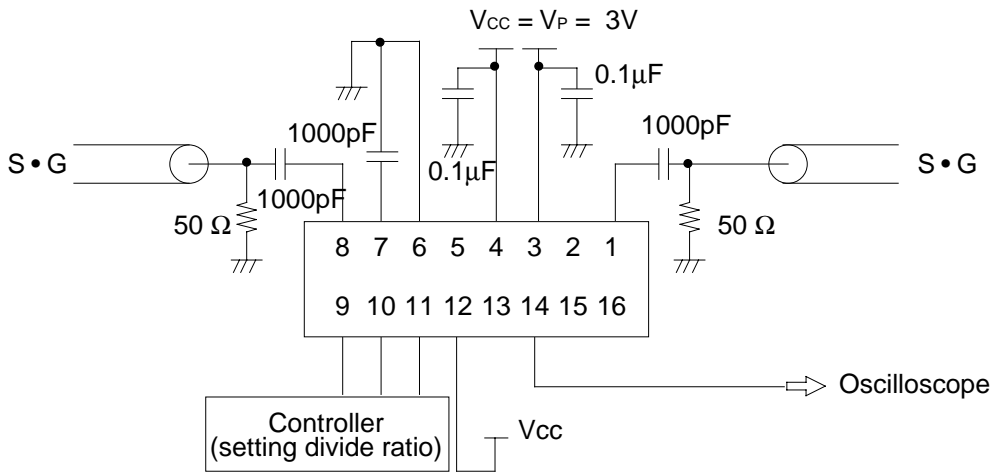 VCC = VP = 3V
0.1μF
1000pF
1000pF
0.1μF
S•G
1000pF
S•G
50 Ω
50 Ω
8 7 6 5 4 3 2 1
9 10 11 12 13 14 15 16
Oscilloscope
Controller
(setting divide ratio)
Vcc